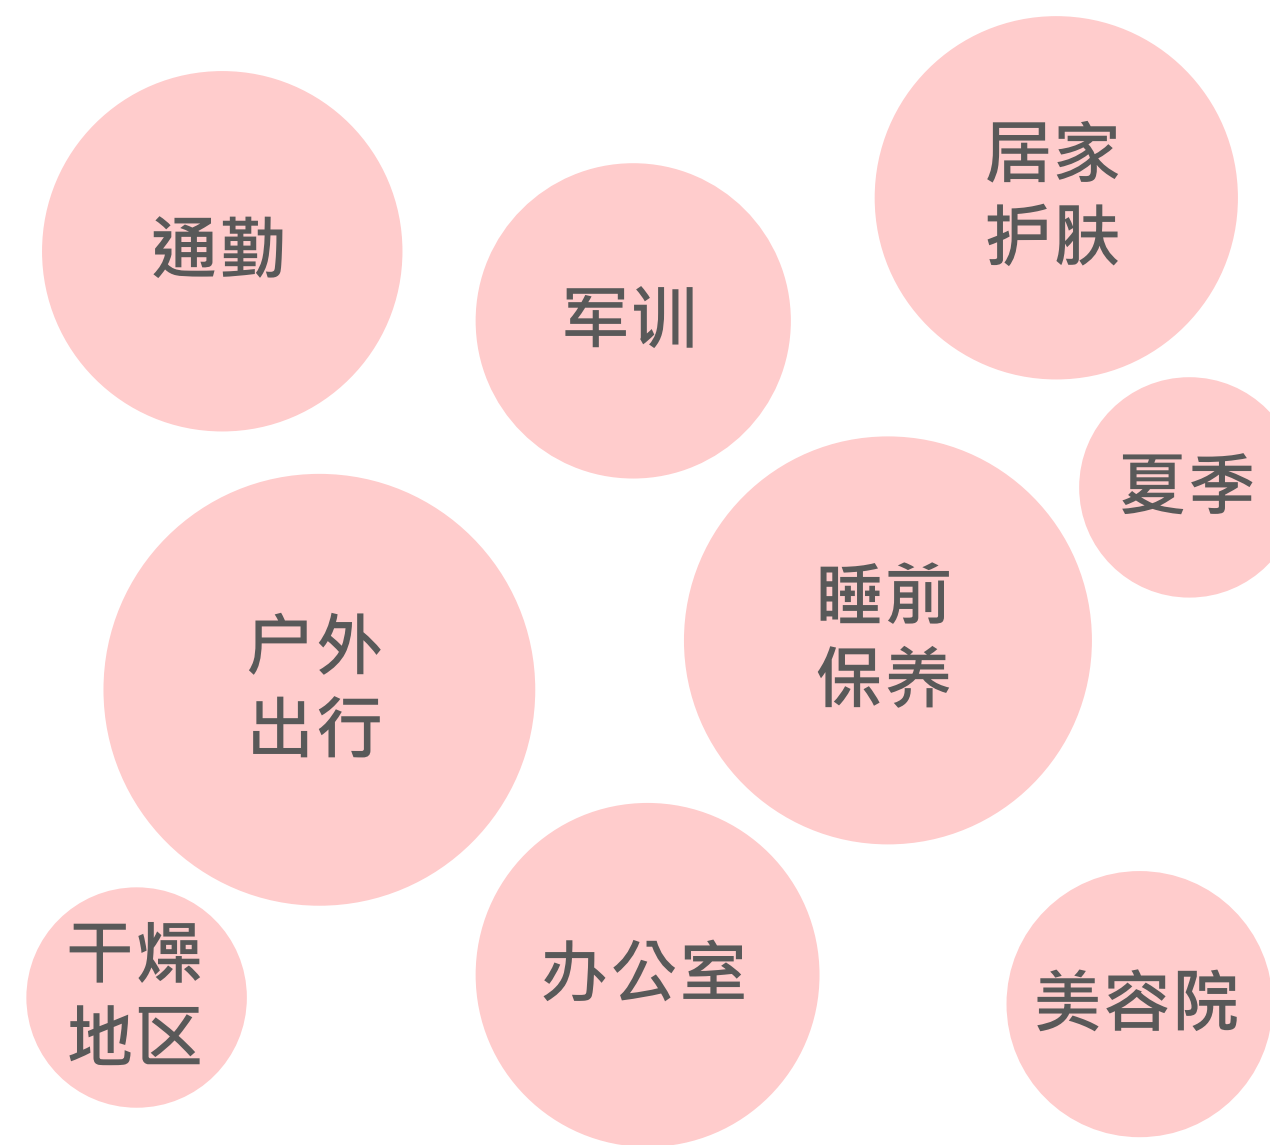 居家
护肤
通勤
军训
夏季
睡前
保养
户外
出行
办公室
干燥
地区
美容院